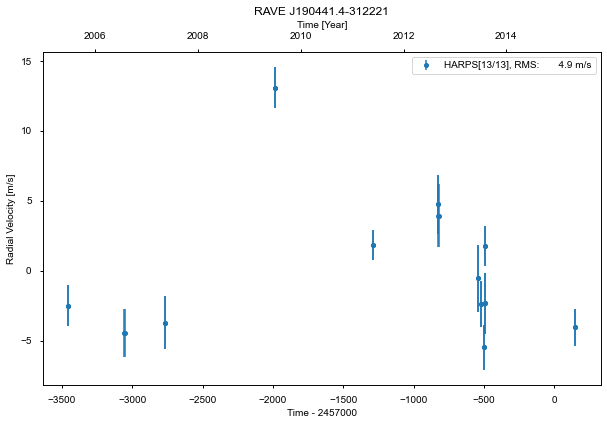 RAVE J190441.4-312221
Time [Year]
2006 2008 2010 2012 2014
HARPS[13/13], RMS: 4.9 m/s
15
10
5
0
−5
Radial Velocity [m/s]
−3500 −3000 −2500 −2000 −1500 −1000 −500 0
Time - 2457000